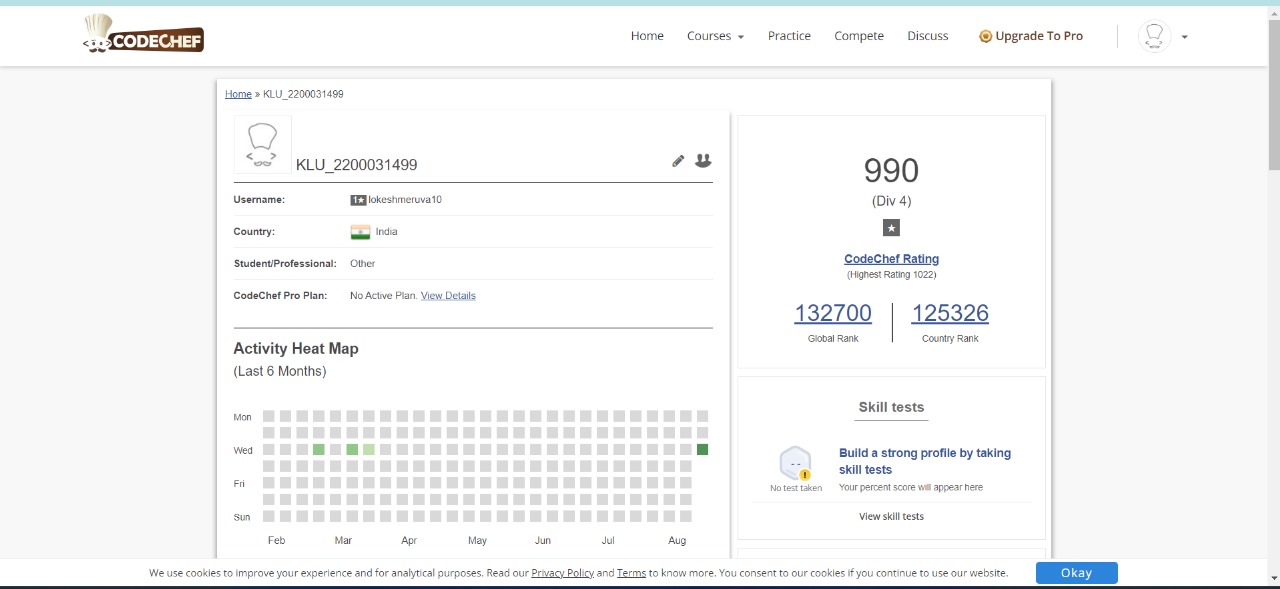 CODECHEF
Home Courses Practice Compete Discuss Upgrade To Pro
Home » KLU_2200031499
KLU_2200031499
Username: 1★ lokeshmeruva10
Country: India
Student/Professional: Other
CodeChef Pro Plan: No Active Plan. View Details
Activity Heat Map
(Last 6 Months)
Mon
Wed
Fri
Sun
Feb Mar Apr May Jun Jul Aug
990
(Div 4)
★
CodeChef Rating
(Highest Rating 1022)
132700 125326
Global Rank Country Rank
Skill tests
No test taken
Build a strong profile by taking
skill tests
Your percent score will appear here
View skill tests
We use cookies to improve your experience and for analytical purposes. Read our Privacy Policy and Terms to know more. You consent to our cookies if you continue to use our website. Okay